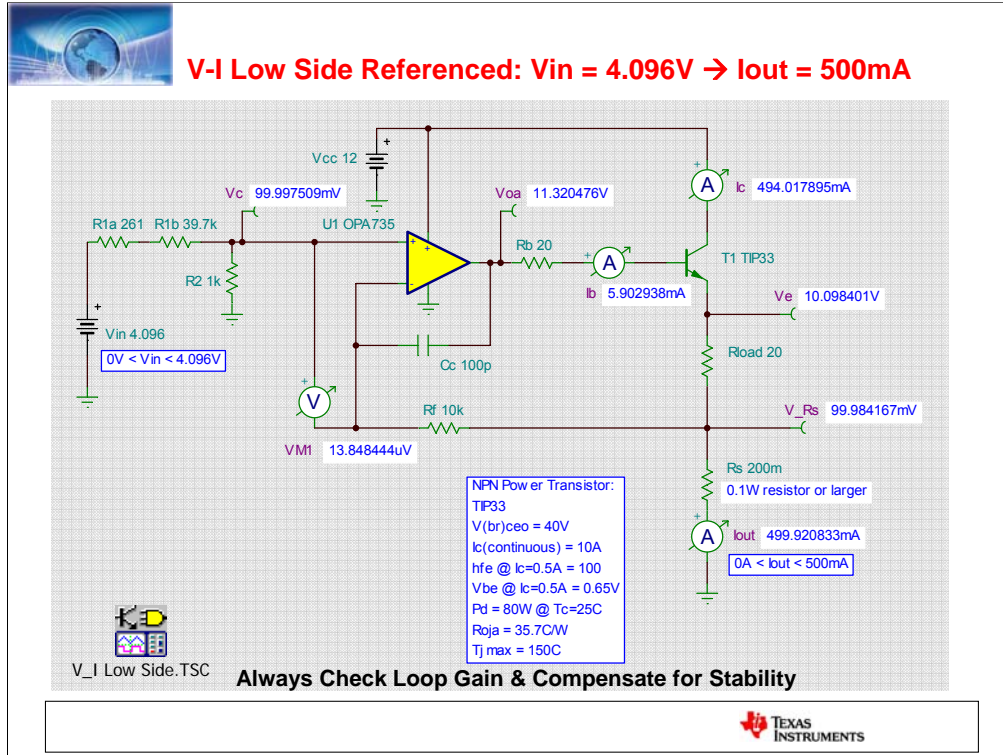 V-I Low Side Referenced: Vin = 4.096V → Iout = 500mA
Vcc 12
+
+
A
Ic 494.017895mA
Vc 99.997509mV
Voa 11.320476V
R1a 261
R1b 39.7k
U1 OPA735
+
+
-
Rb 20
+
A
T1 TIP33
R2 1k
Ib 5.902938mA
Ve 10.098401V
+
Vin 4.096
0V < Vin < 4.096V
Cc 100p
Rload 20
+
V
Rf 10k
V_Rs 99.984167mV
VM1 13.848444uV
Rs 200m
0.1W resistor or larger
NPN Power Transistor:
TIP33
V(br)ceo = 40V
Ic(continuous) = 10A
hfe @ Ic=0.5A = 100
Vbe @ Ic=0.5A = 0.65V
Pd = 80W @ Tc=25C
Roja = 35.7C/W
Tj max = 150C
+
A
Iout 499.920833mA
0A < Iout < 500mA
V_I Low Side.TSC
Always Check Loop Gain & Compensate for Stability
TEXAS
INSTRUMENTS